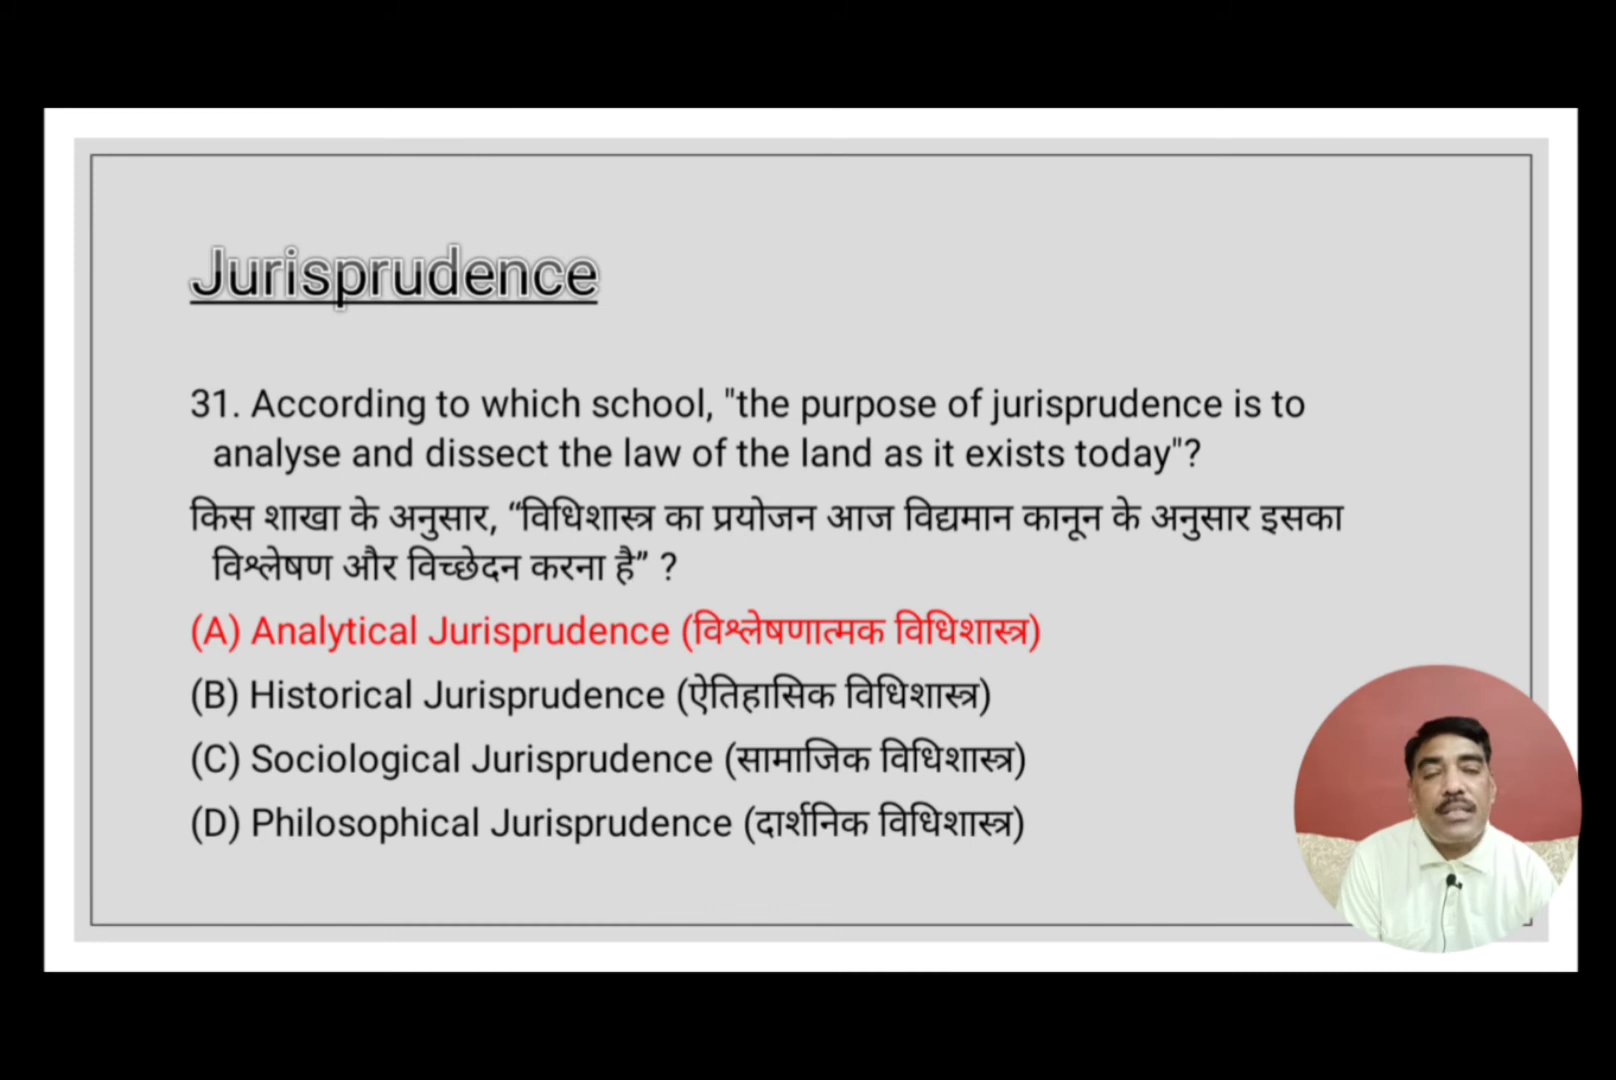 Jurisprudence
31. According to which school, "the purpose of jurisprudence is to
analyse and dissect the law of the land as it exists today"?
किस शाखा के अनुसार, “विधिशास्त्र का प्रयोजन आज विद्यमान कानून के अनुसार इसका
विश्लेषण और विच्छेदन करना है” ?
(A) Analytical Jurisprudence (विश्लेषणात्मक विधिशास्त्र)
(B) Historical Jurisprudence (ऐतिहासिक विधिशास्त्र)
(C) Sociological Jurisprudence (सामाजिक विधिशास्त्र)
(D) Philosophical Jurisprudence (दार्शनिक विधिशास्त्र)